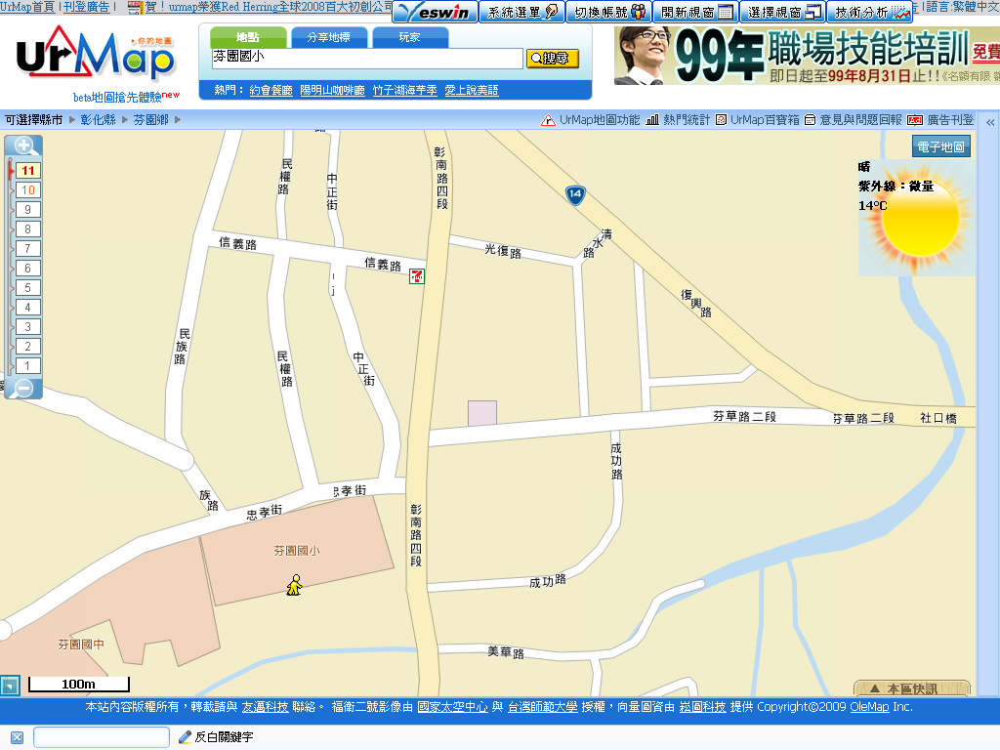 UrMap首頁 | 刊登廣告 |
賀！urmap榮獲Red Herring全球2008百大初創公司
Yeswin
系統選單
切換帳號
開新視窗
選擇視窗
技術分析
| 語言:繁體中文
UrMap
你的地圖
beta地圖搶先體驗new
地點
分享地標
玩家
芬園國小
搜尋
熱門： 約會餐廳 陽明山咖啡廳 竹子湖海芋季 愛上說美語
99年職場技能培訓 免費
即日起至99年8月31日止!!《名額有限
可選擇縣市 彰化縣 芬園鄉
UrMap地圖功能 熱門統計 UrMap百寶箱 意見與問題回報 廣告刊登
«
電子地圖
晴
紫外線：微量
14°C
11
10
9
8
7
6
5
4
3
2
1
民權路
中正街
彰南路四段
14
信義路
信義路
光復路
清水路
復興路
民族路
民權路
中正街
芬草路二段
芬草路二段
社口橋
成功路
族路
忠孝街
忠孝街
彰南路四段
芬園國小
成功路
芬園國中
美華路
100m
本區快訊
本站內容版權所有，轉載請與 友邁科技 聯絡。 福衛二號影像由 國家太空中心 與 台灣師範大學 授權，向量圖資由 崧圖科技 提供 Copyright©2009 OleMap Inc.
反白關鍵字